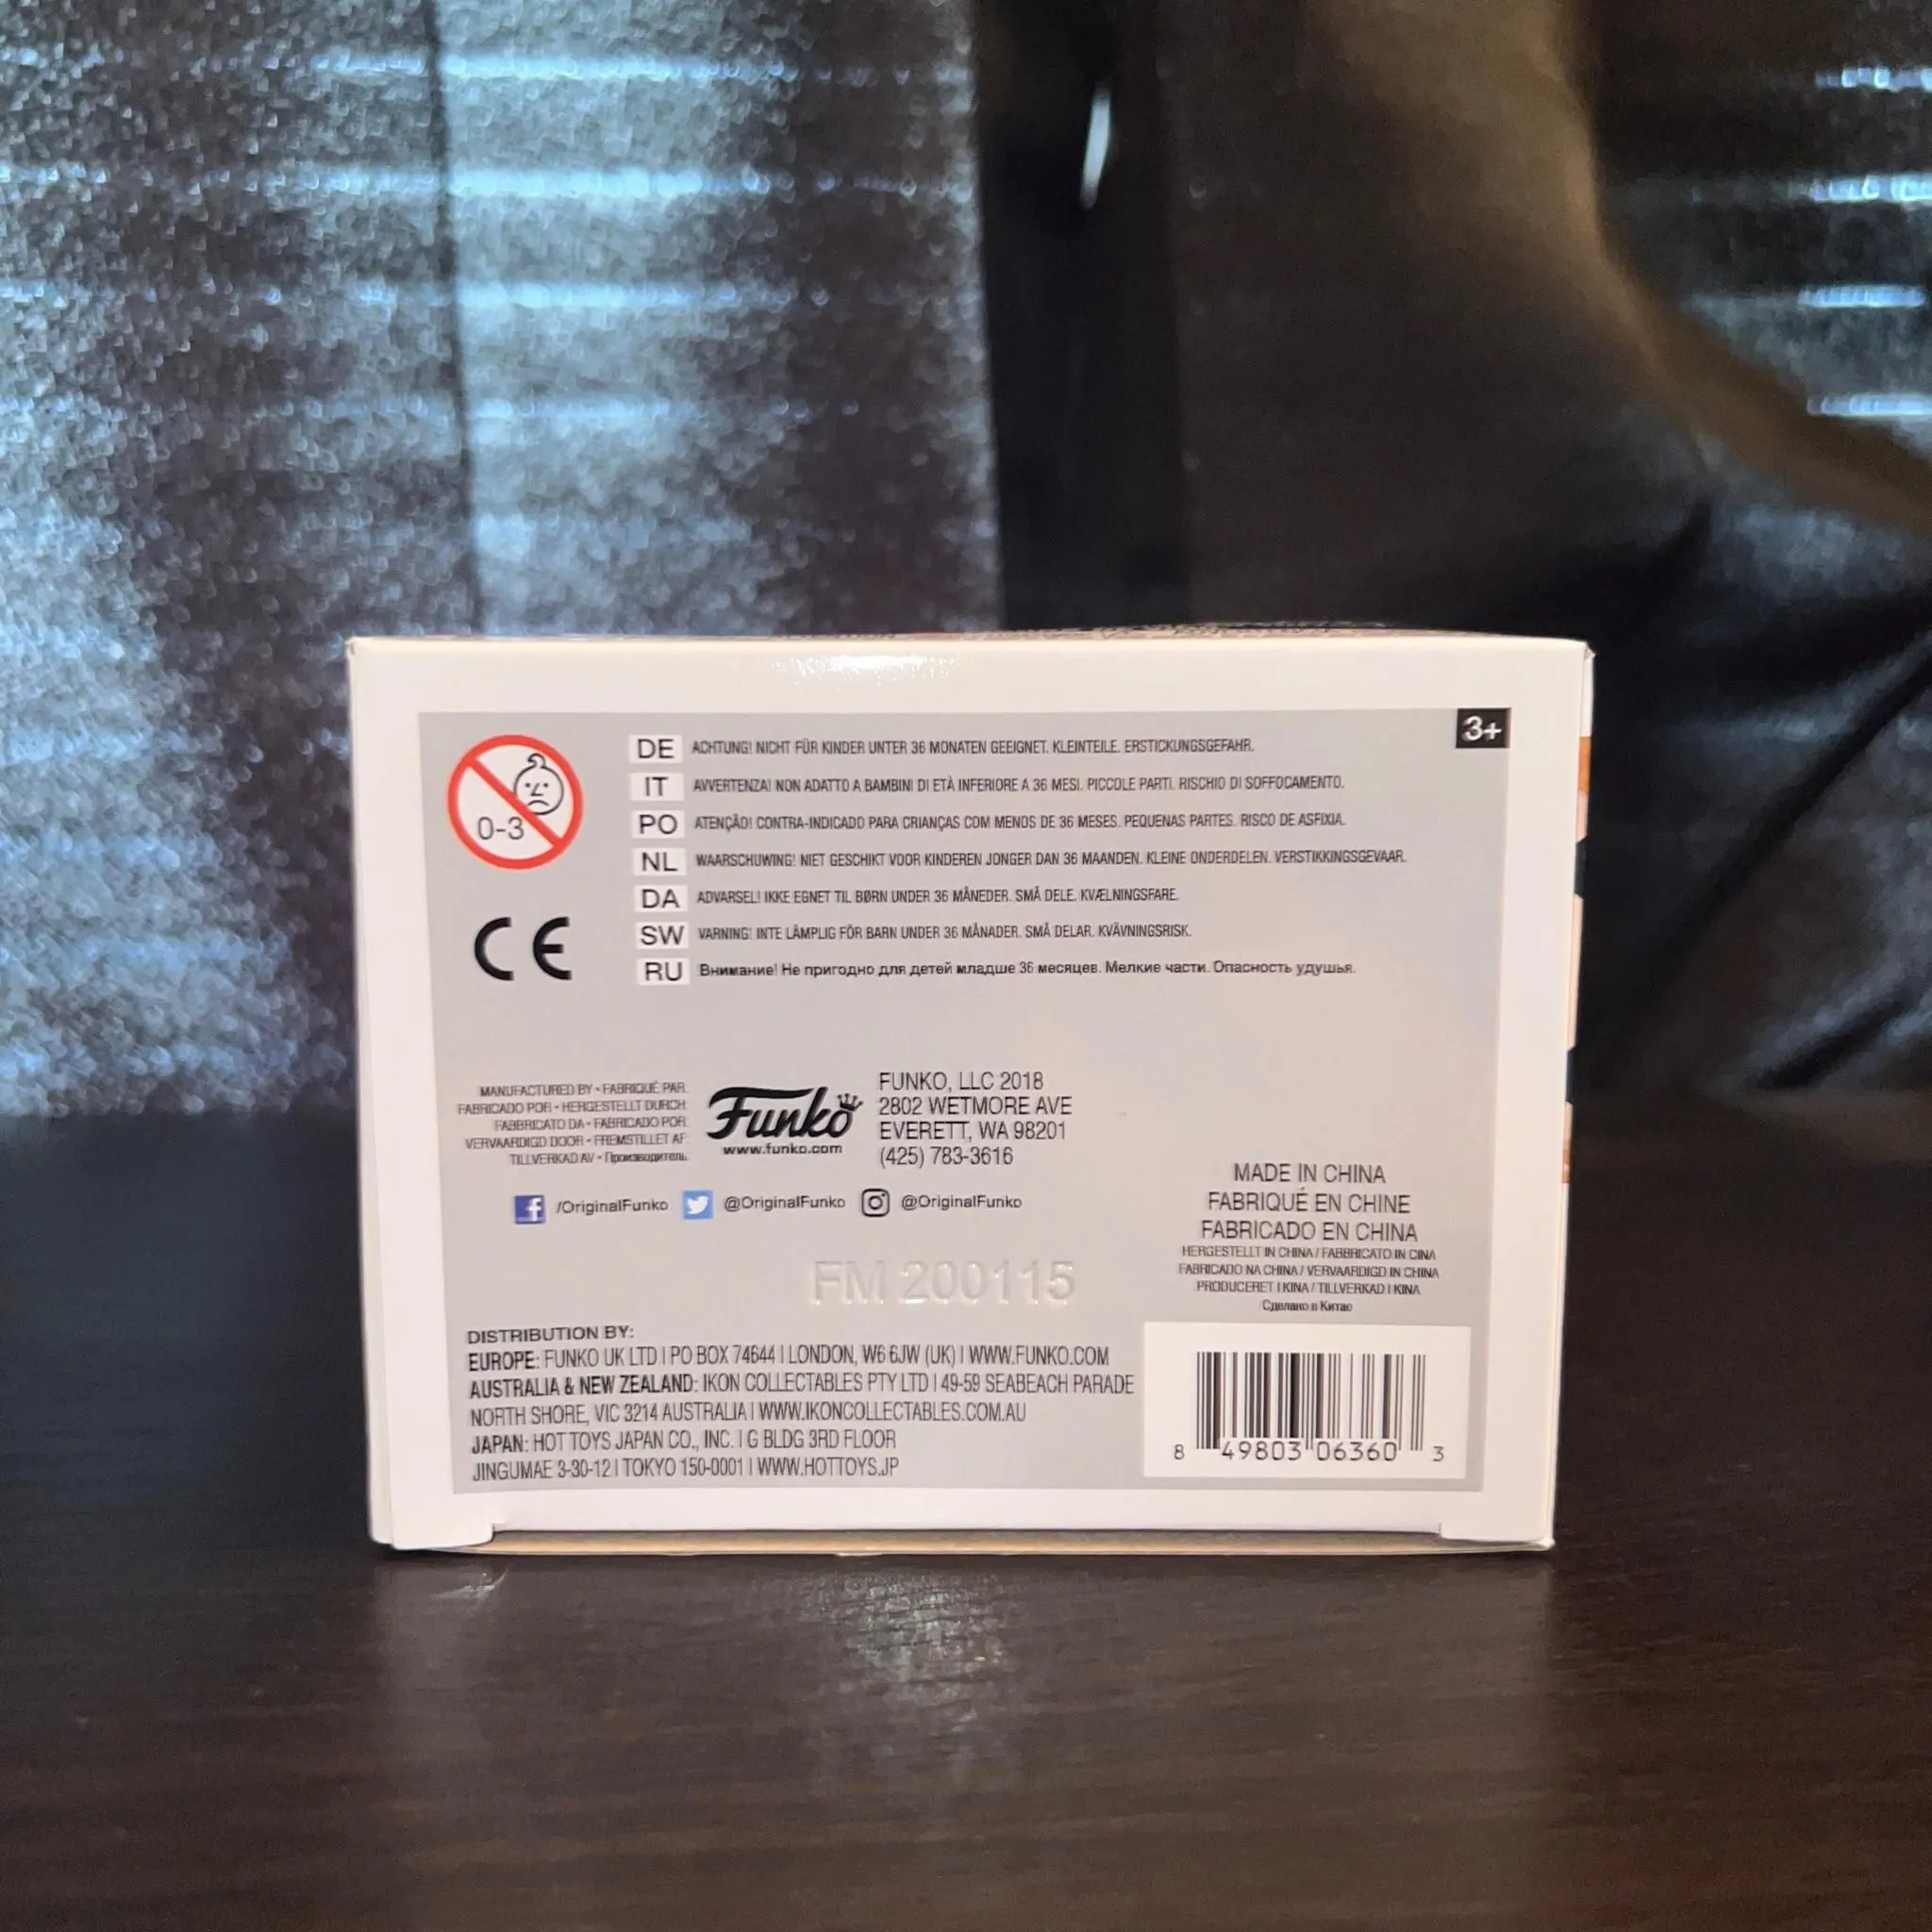 3+
0-3
DE ACHTUNG! NICHT FÜR KINDER UNTER 36 MONATEN GEEIGNET. KLEINTEILE. ERSTICKUNGSGEFAHR.
IT AVVERTENZA! NON ADATTO A BAMBINI DI ETÀ INFERIORE A 36 MESI. PICCOLE PARTI. RISCHIO DI SOFFOCAMENTO.
PO ATENÇÃO! CONTRA-INDICADO PARA CRIANÇAS COM MENOS DE 36 MESES. PEQUENAS PARTES. RISCO DE ASFIXIA.
NL WAARSCHUWING! NIET GESCHIKT VOOR KINDEREN JONGER DAN 36 MAANDEN. KLEINE ONDERDELEN. VERSTIKKINGSGEVAAR.
DA ADVARSEL! IKKE EGNET TIL BØRN UNDER 36 MÅNEDER. SMÅ DELE. KVÆLNINGSFARE.
SW VARNING! INTE LÄMPLIG FÖR BARN UNDER 36 MÅNADER. SMÅ DELAR. KVÄVNINGSRISK.
RU Внимание! Не пригодно для детей младше 36 месяцев. Мелкие части. Опасность удушья.
CE
MANUFACTURED BY • FABRIQUÉ PAR
FABRICADO POR • HERGESTELLT DURCH
FABBRICATO DA • FABRICADO POR
VERVAARDIGD DOOR • FREMSTILLET AF
TILLVERKAD AV • Производитель
Funko
www.funko.com
FUNKO, LLC 2018
2802 WETMORE AVE
EVERETT, WA 98201
(425) 783-3616
/OriginalFunko @OriginalFunko @OriginalFunko
MADE IN CHINA
FABRIQUÉ EN CHINE
FABRICADO EN CHINA
HERGESTELLT IN CHINA / FABBRICATO IN CINA
FABRICADO NA CHINA / VERVAARDIGD IN CHINA
PRODUCERET I KINA / TILLVERKAD I KINA
Сделано в Китае
FM 200115
DISTRIBUTION BY:
EUROPE: FUNKO UK LTD | PO BOX 74644 | LONDON, W6 6JW (UK) | WWW.FUNKO.COM
AUSTRALIA & NEW ZEALAND: IKON COLLECTABLES PTY LTD | 49-59 SEABEACH PARADE
NORTH SHORE, VIC 3214 AUSTRALIA | WWW.IKONCOLLECTABLES.COM.AU
JAPAN: HOT TOYS JAPAN CO., INC. | G BLDG 3RD FLOOR
JINGUMAE 3-30-12 | TOKYO 150-0001 | WWW.HOTTOYS.JP
8 49803 06360 3